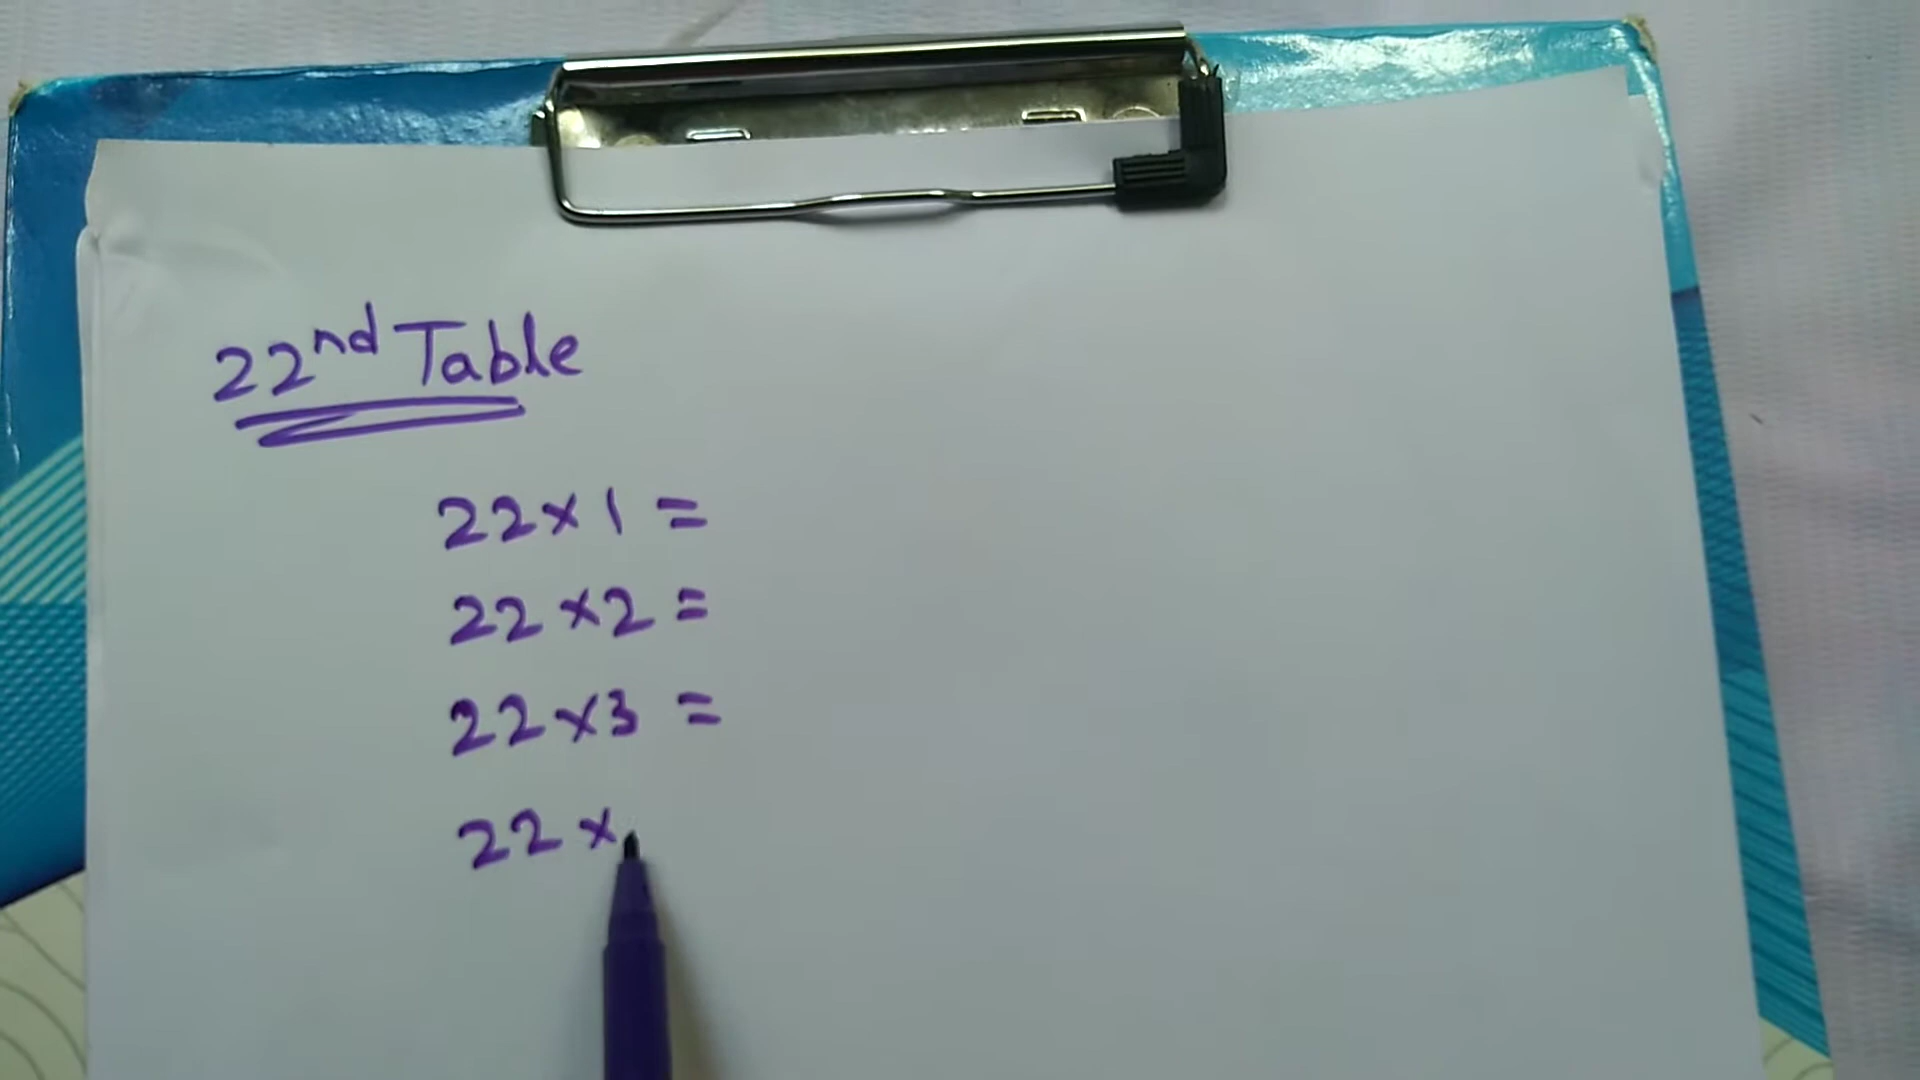 22nd Table
22 x 1 =
22 x 2 =
22 x 3 =
22 x